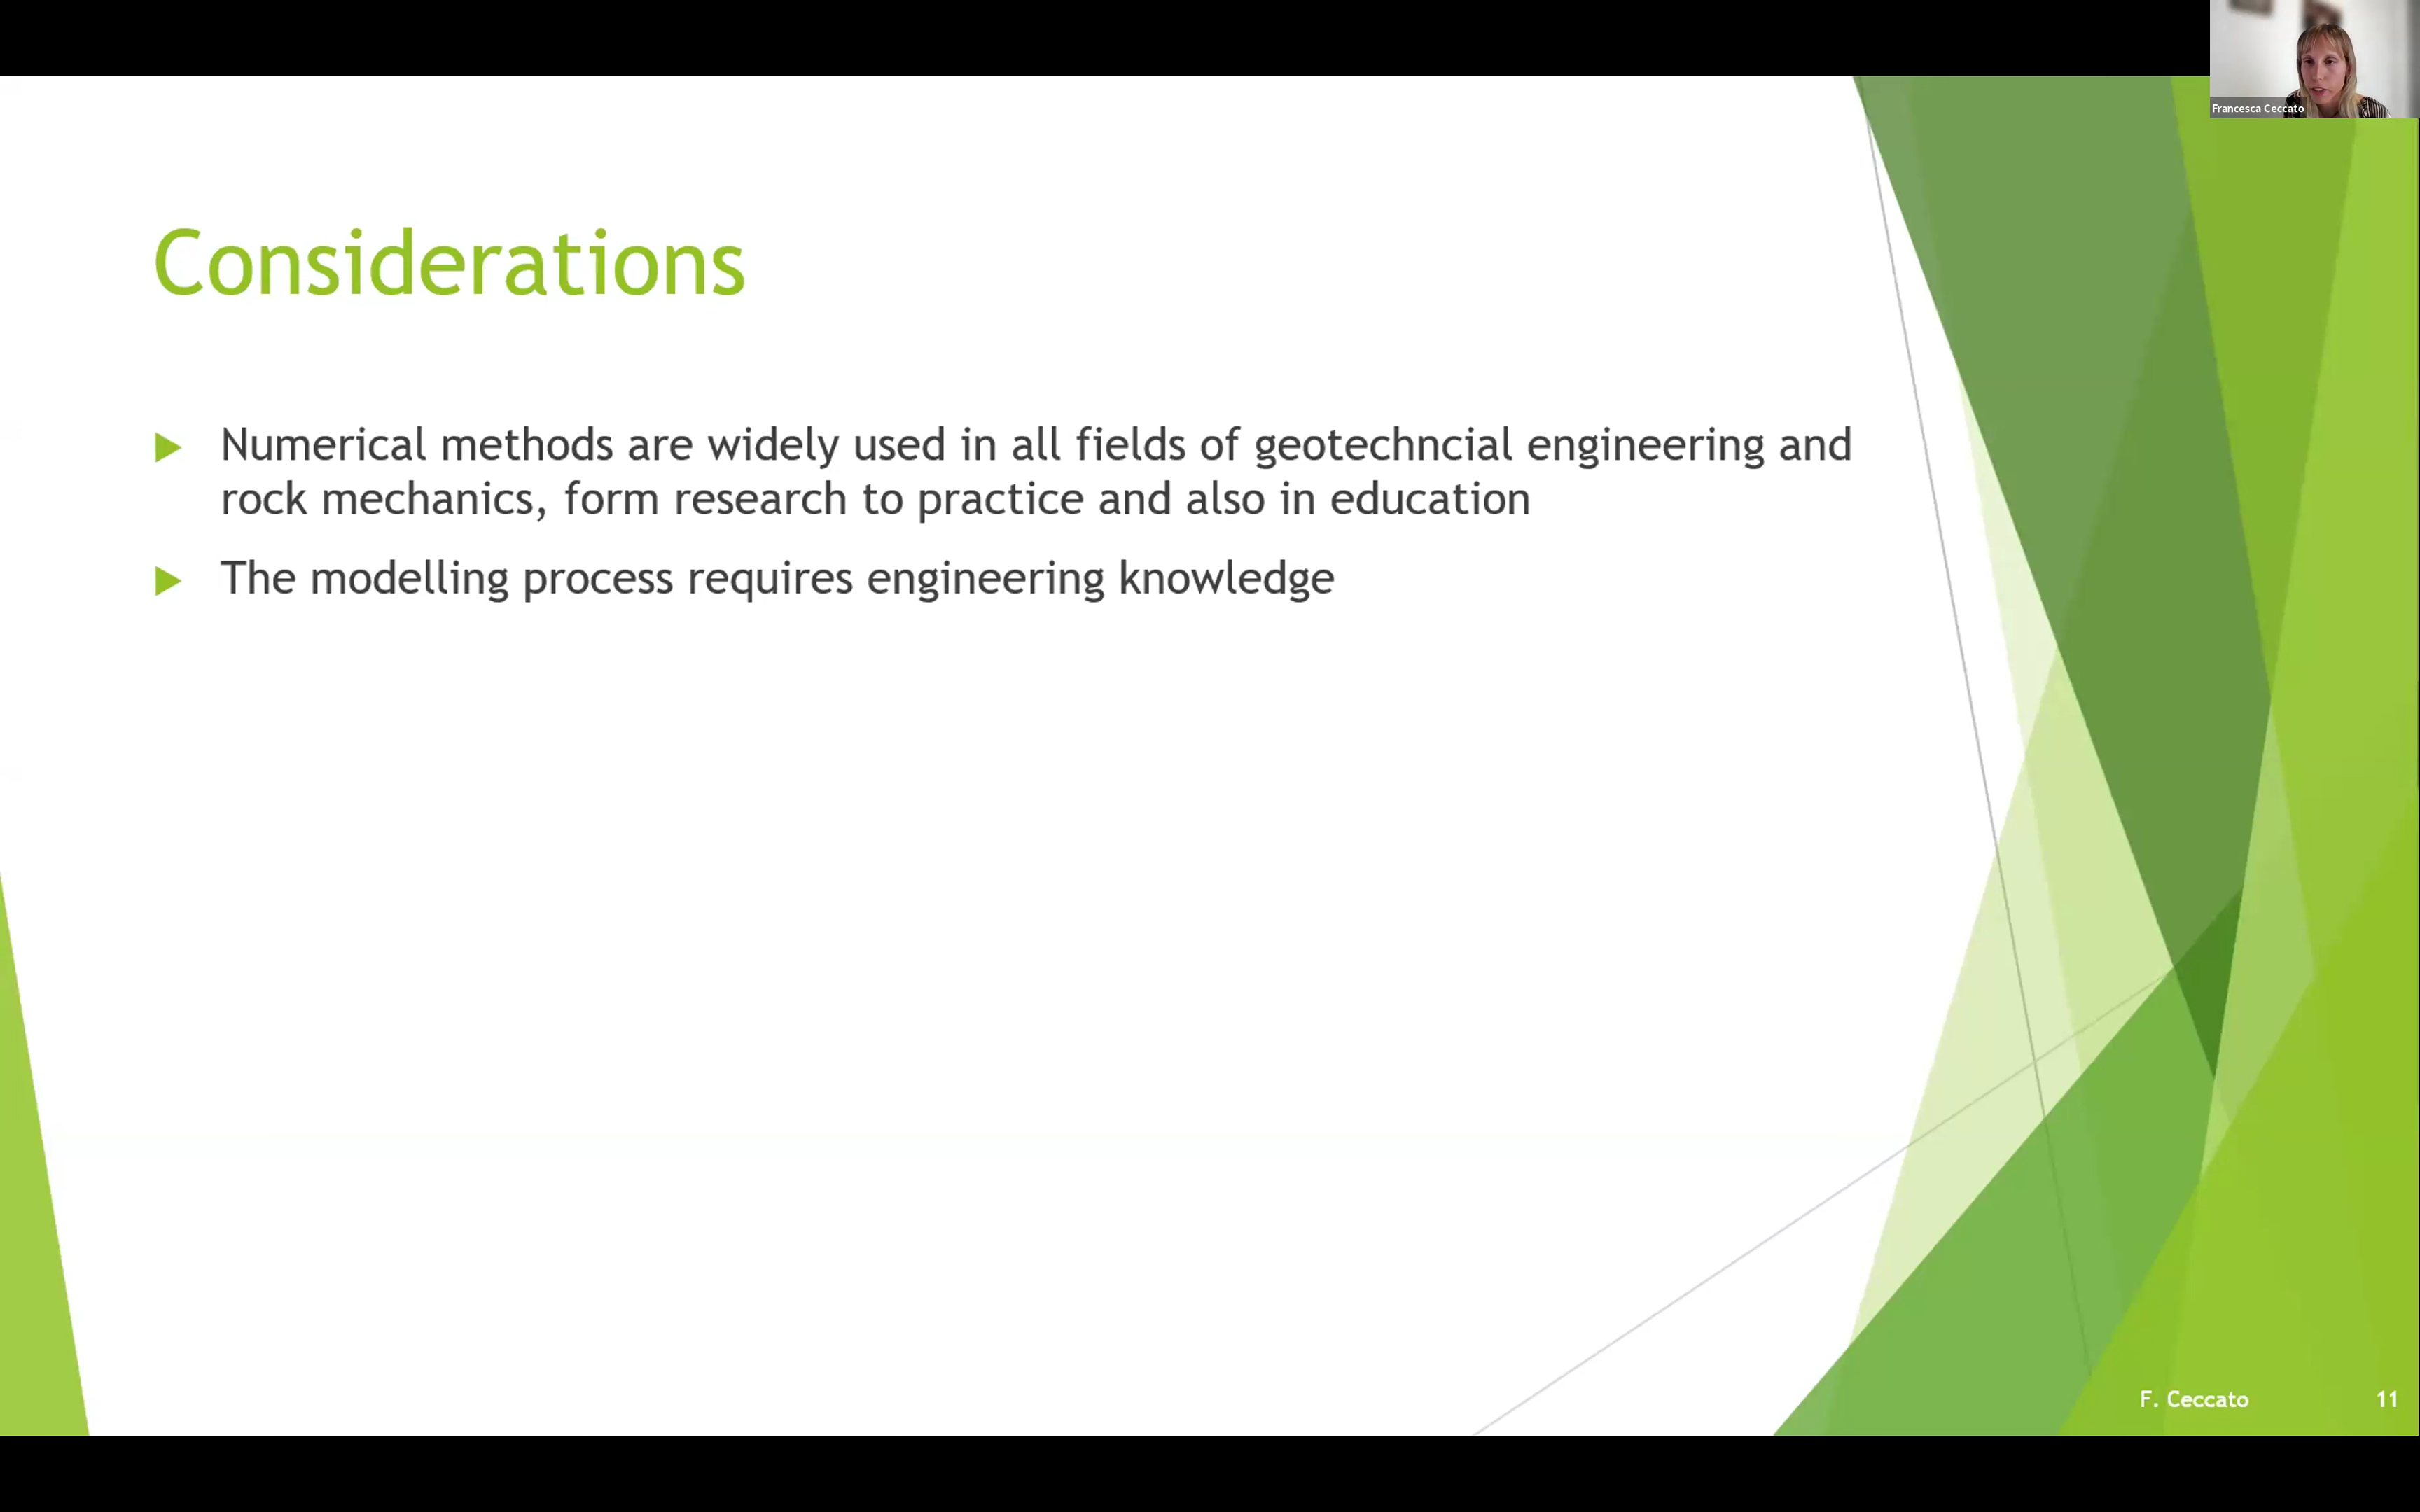 Francesca Ceccato
Considerations
Numerical methods are widely used in all fields of geotechncial engineering and
rock mechanics, form research to practice and also in education
The modelling process requires engineering knowledge
F. Ceccato
11